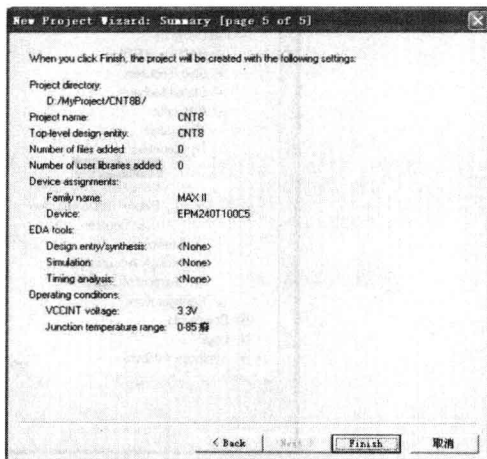 New Project Wizard: Summary [page 5 of 5]
When you click Finish, the project will be created with the following settings:
Project directory:
D:/MyProject/CNT8B/
Project name: CNT8
Top-level design entity: CNT8
Number of files added: 0
Number of user libraries added: 0
Device assignments:
Family name: MAX II
Device: EPM240T100C5
EDA tools:
Design entry/synthesis: <None>
Simulation: <None>
Timing analysis: <None>
Operating conditions:
VCCINT voltage: 3.3V
Junction temperature range: 0-85 癈
< Back Next > Finish 取消